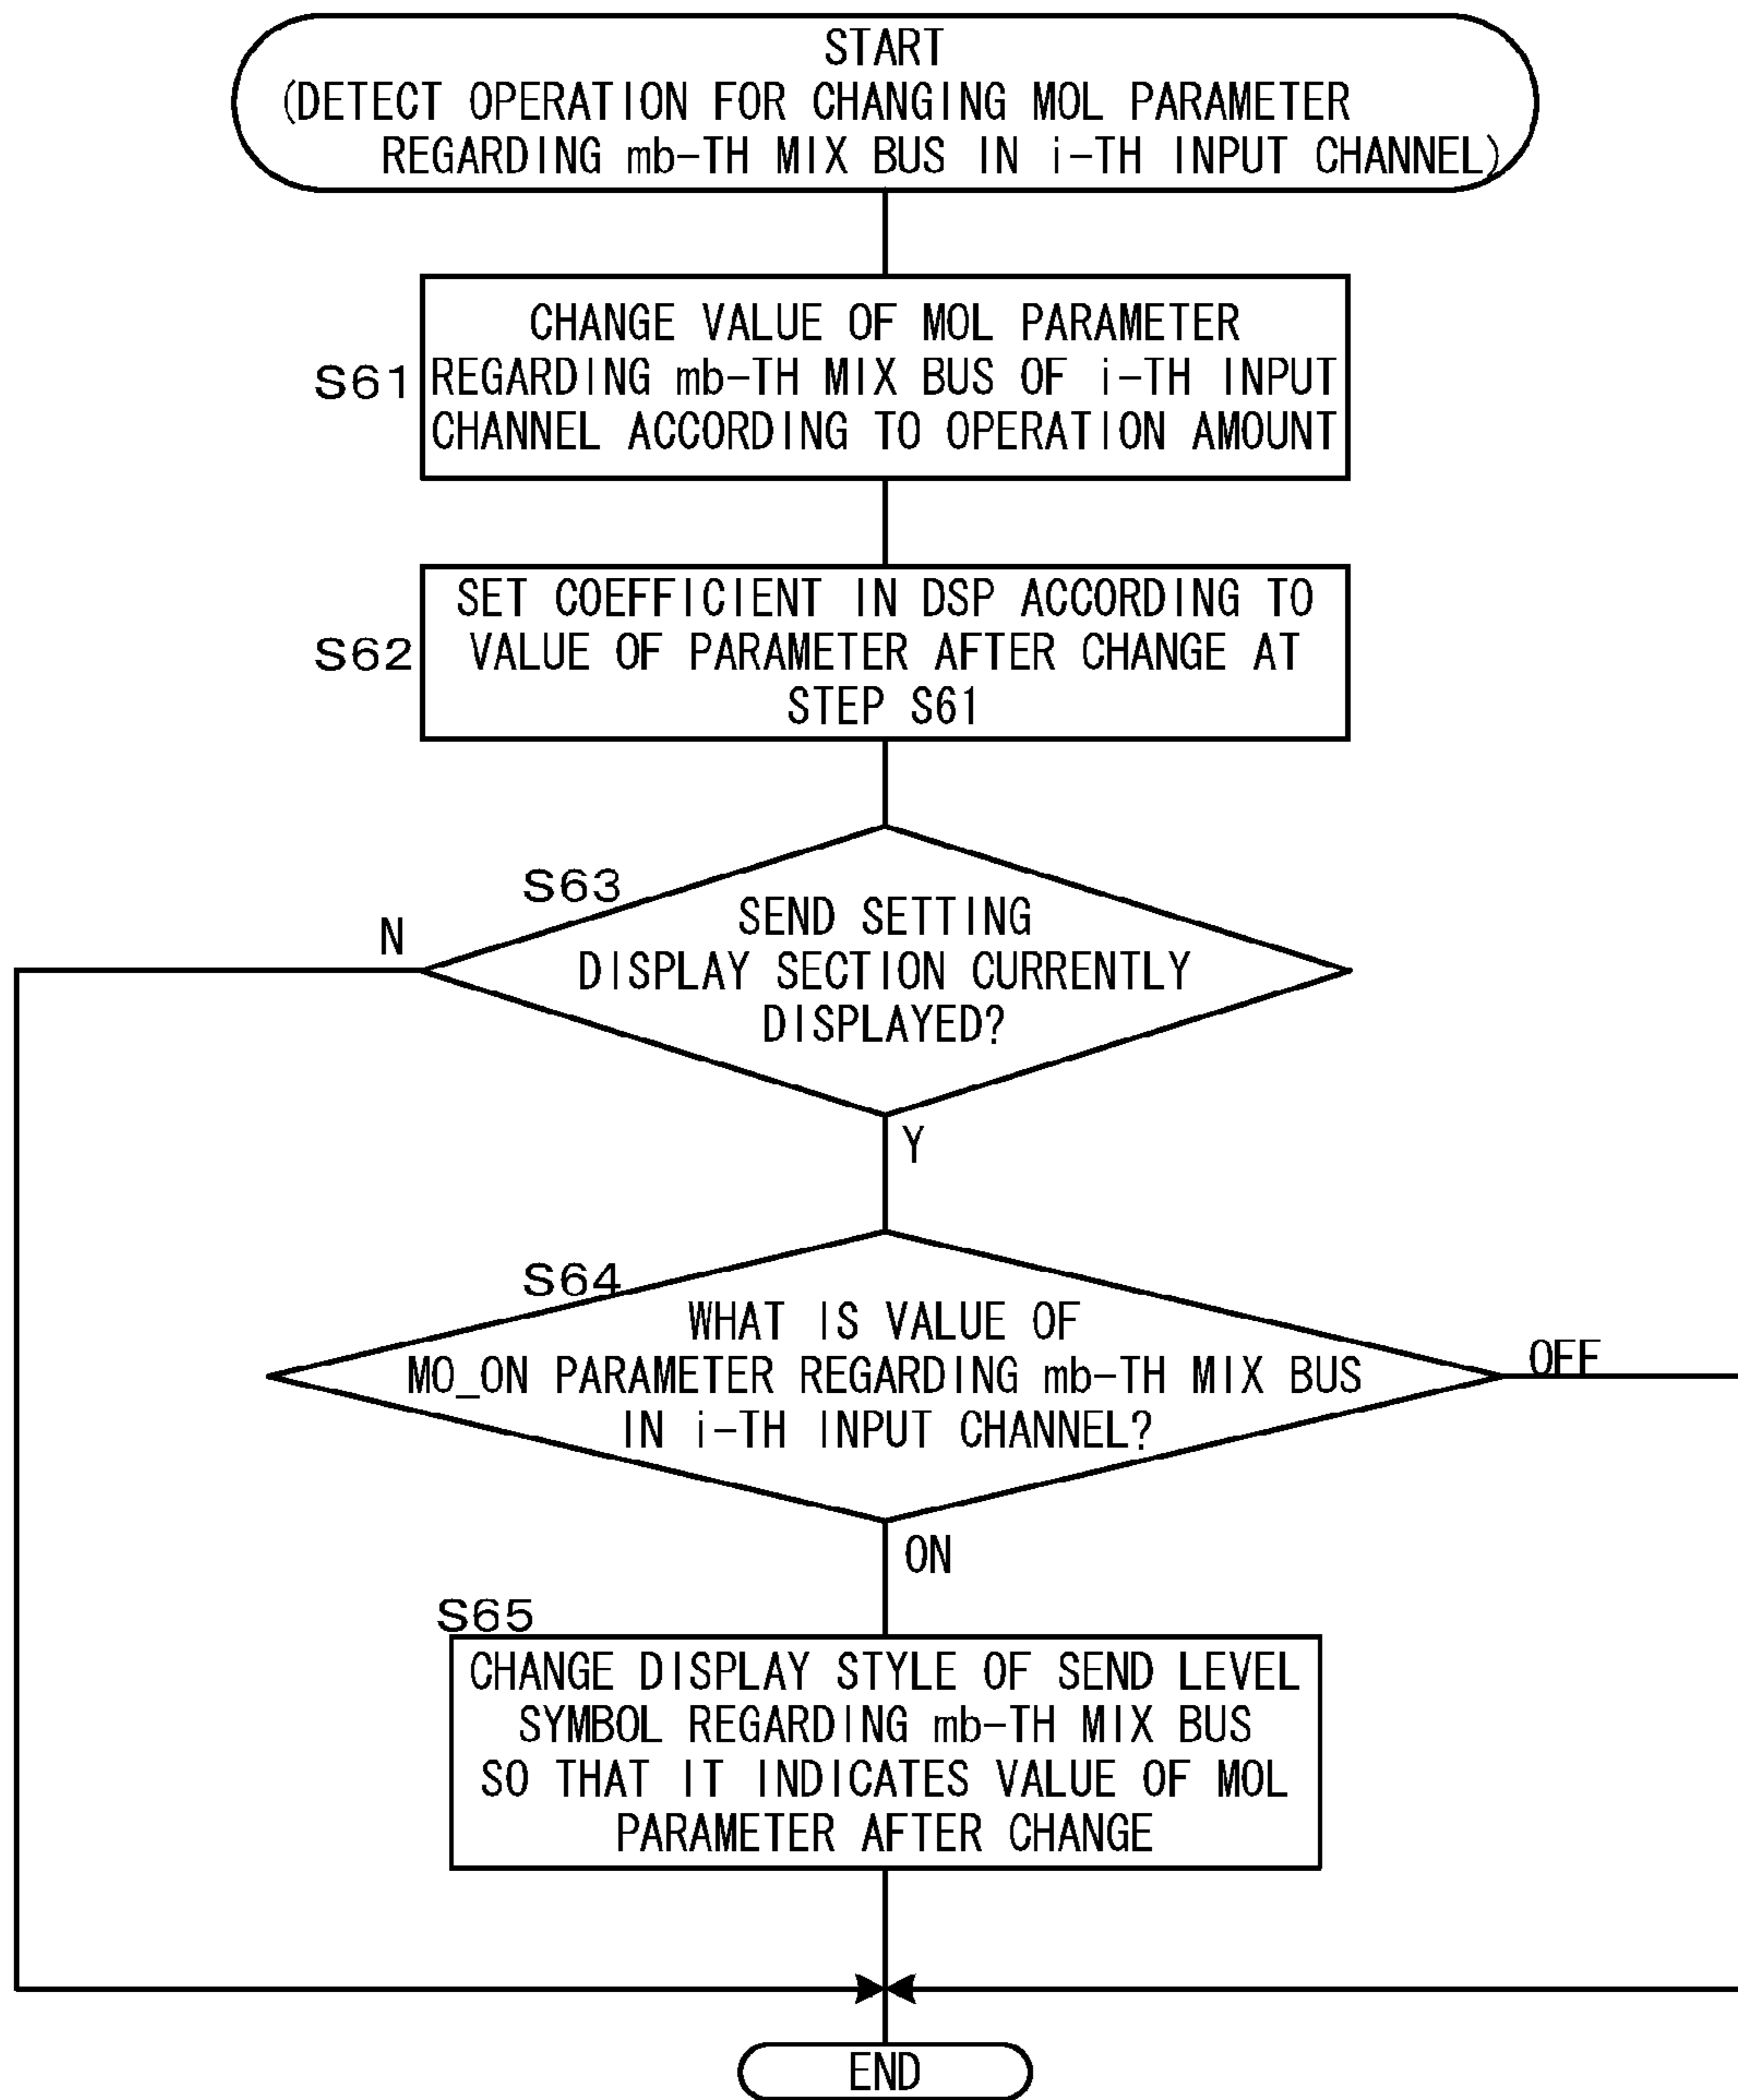 START
(DETECT OPERATION FOR CHANGING MOL PARAMETER
REGARDING mb-TH MIX BUS IN i-TH INPUT CHANNEL)
S61
CHANGE VALUE OF MOL PARAMETER
REGARDING mb-TH MIX BUS OF i-TH INPUT
CHANNEL ACCORDING TO OPERATION AMOUNT
S62
SET COEFFICIENT IN DSP ACCORDING TO
VALUE OF PARAMETER AFTER CHANGE AT
STEP S61
S63
N
SEND SETTING
DISPLAY SECTION CURRENTLY
DISPLAYED?
Y
S64
WHAT IS VALUE OF
MO_ON PARAMETER REGARDING mb-TH MIX BUS
IN i-TH INPUT CHANNEL?
OFF
ON
S65
CHANGE DISPLAY STYLE OF SEND LEVEL
SYMBOL REGARDING mb-TH MIX BUS
SO THAT IT INDICATES VALUE OF MOL
PARAMETER AFTER CHANGE
END